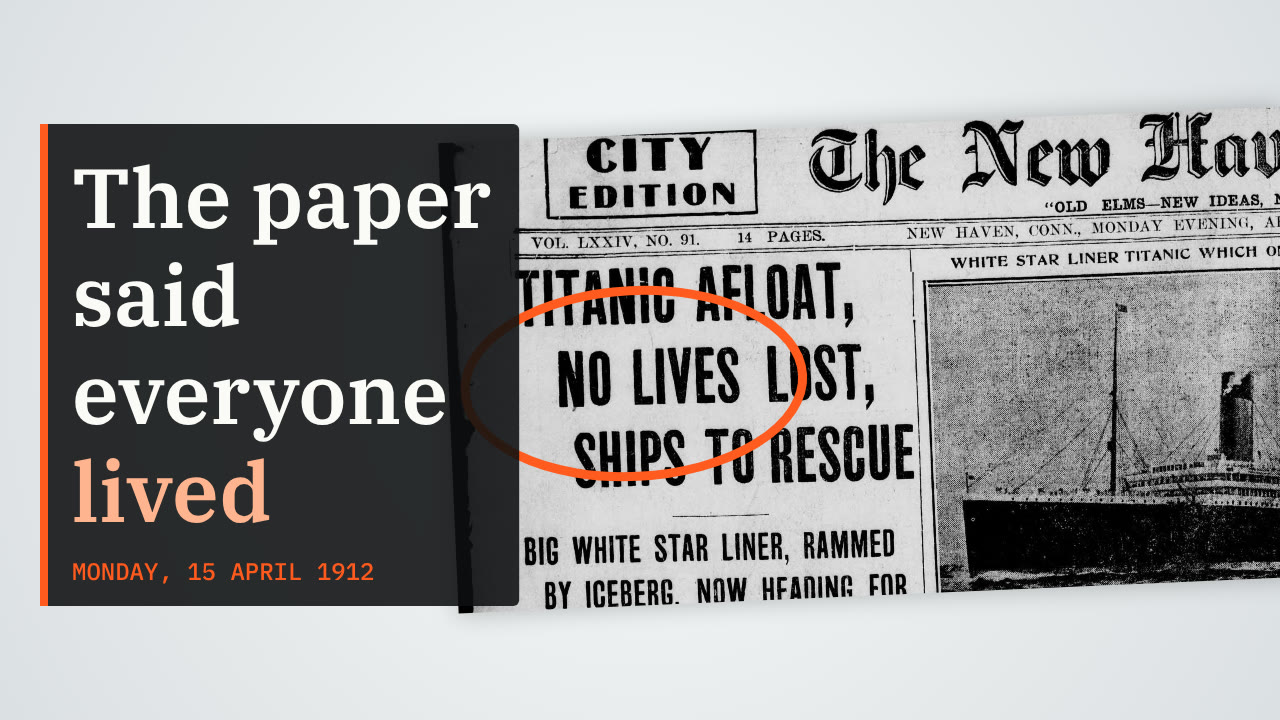 The paper
said
everyone
lived
MONDAY, 15 APRIL 1912
CITY
EDITION
The New Hav
"OLD ELMS—NEW IDEAS,
VOL. LXXIV, NO. 91. 14 PAGES.
NEW HAVEN, CONN., MONDAY EVENING,
TITANIC AFLOAT,
NO LIVES LOST,
SHIPS TO RESCUE
BIG WHITE STAR LINER, RAMMED
BY ICEBERG, NOW HEADING FOR
WHITE STAR LINER TITANIC WHICH